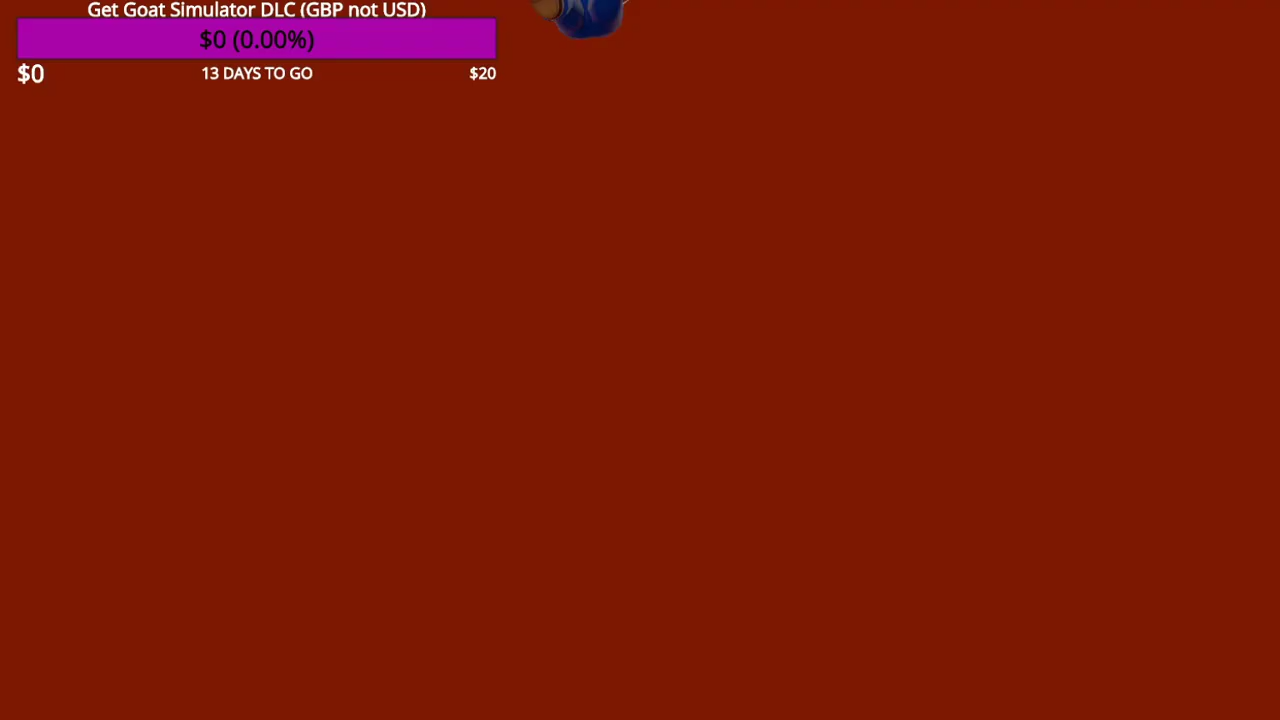 Get Goat Simulator DLC (GBP not USD)
$0 (0.00%)
$0 13 DAYS TO GO $20